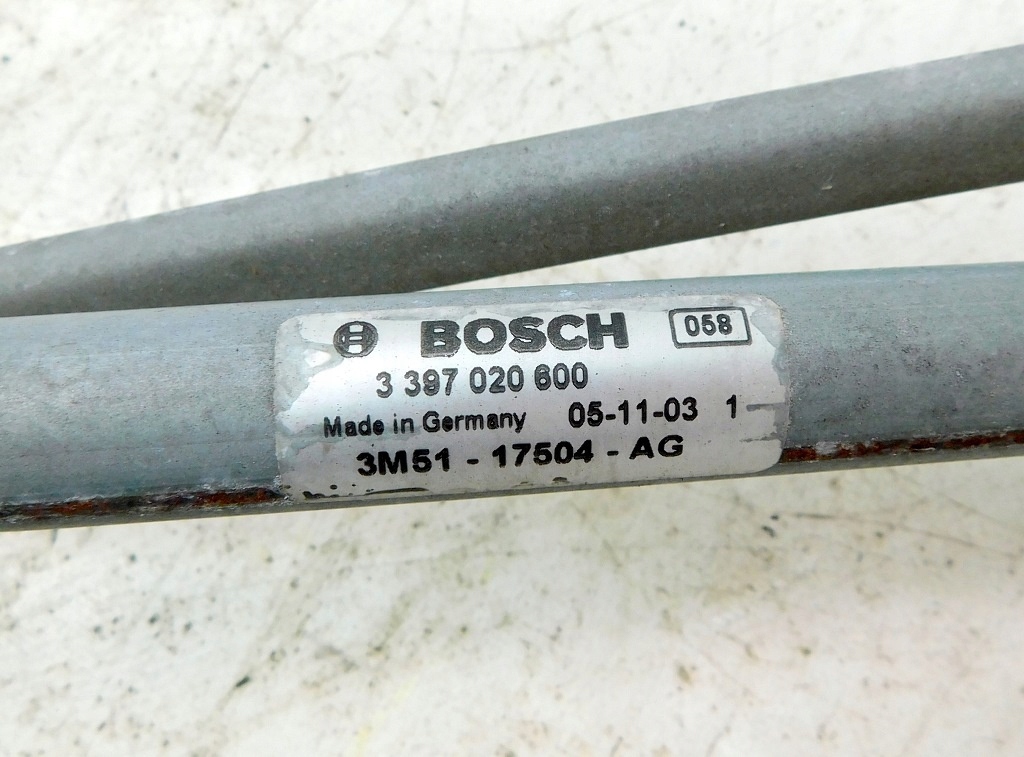 BOSCH 058
3 397 020 600
Made in Germany 05-11-03 1
3M51 - 17504 - AG